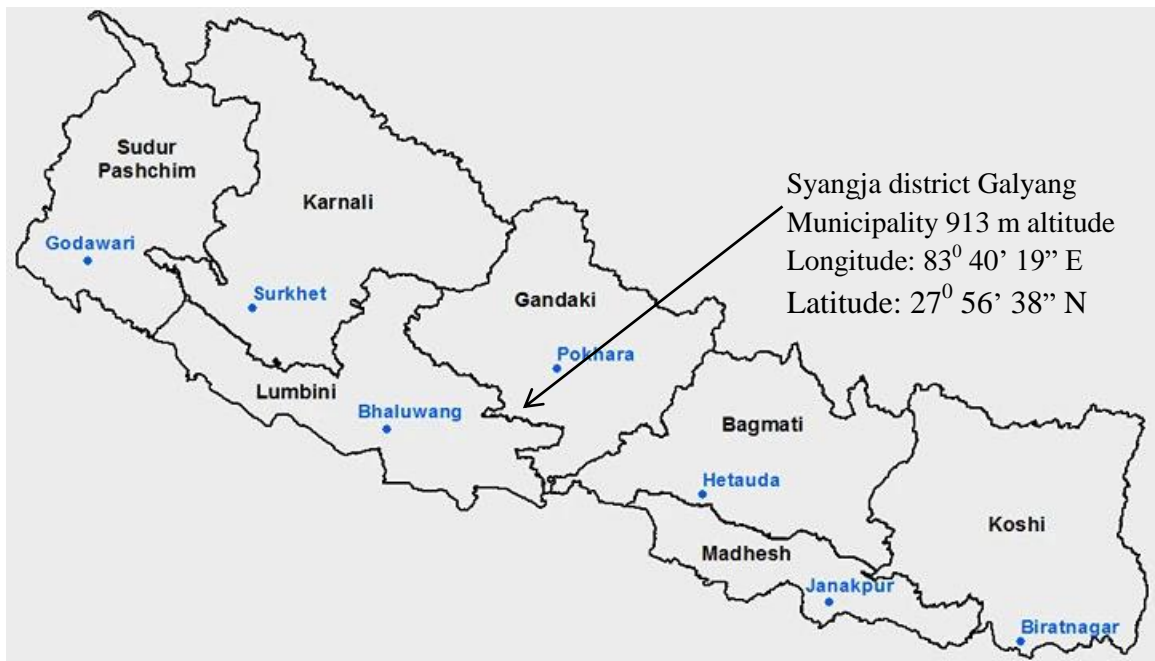 Sudur
Pashchim
Karnali
Syangja district Galyang
Municipality 913 m altitude
Longitude: 83⁰ 40’ 19” E
Latitude: 27⁰ 56’ 38” N
Godawari
Surkhet
Gandaki
Pokhara
Lumbini
Bhaluwang
Bagmati
Hetauda
Koshi
Madhesh
Janakpur
Biratnagar